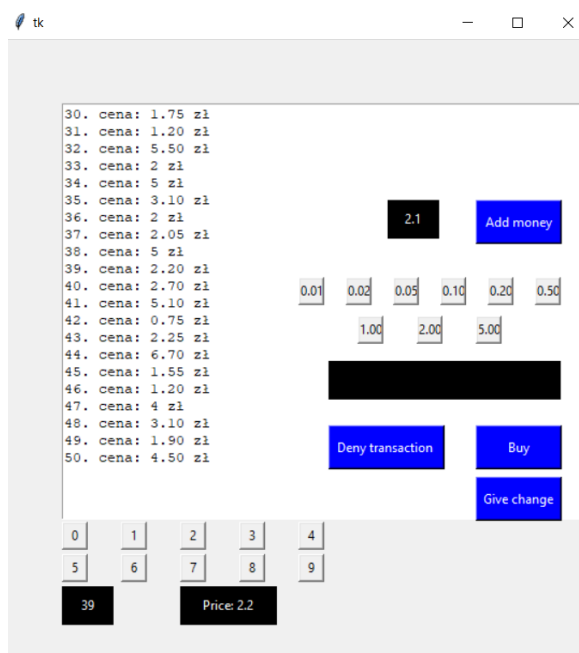 tk
30. cena: 1.75 zł
31. cena: 1.20 zł
32. cena: 5.50 zł
33. cena: 2 zł
34. cena: 5 zł
35. cena: 3.10 zł
36. cena: 2 zł
37. cena: 2.05 zł
38. cena: 5 zł
39. cena: 2.20 zł
40. cena: 2.70 zł
41. cena: 5.10 zł
42. cena: 0.75 zł
43. cena: 2.25 zł
44. cena: 6.70 zł
45. cena: 1.55 zł
46. cena: 1.20 zł
47. cena: 4 zł
48. cena: 3.10 zł
49. cena: 1.90 zł
50. cena: 4.50 zł
2.1 Add money
0.01 0.02 0.05 0.10 0.20 0.50
1.00 2.00 5.00
Deny transaction Buy
Give change
0 1 2 3 4
5 6 7 8 9
39 Price: 2.2